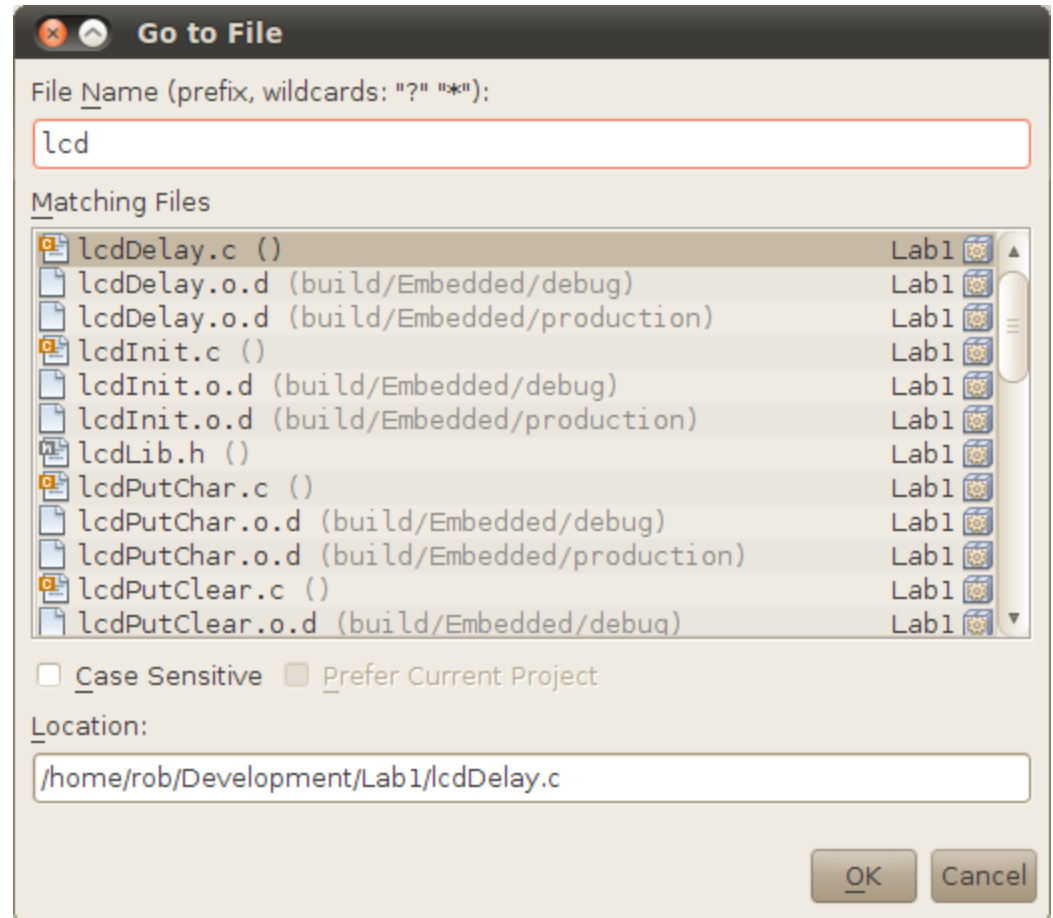 Go to File
File Name (prefix, wildcards: "?" "*"):
lcd
Matching Files
lcdDelay.c () Lab1
lcdDelay.o.d (build/Embedded/debug) Lab1
lcdDelay.o.d (build/Embedded/production) Lab1
lcdInit.c () Lab1
lcdInit.o.d (build/Embedded/debug) Lab1
lcdInit.o.d (build/Embedded/production) Lab1
lcdLib.h () Lab1
lcdPutChar.c () Lab1
lcdPutChar.o.d (build/Embedded/debug) Lab1
lcdPutChar.o.d (build/Embedded/production) Lab1
lcdPutClear.c () Lab1
lcdPutClear.o.d (build/Embedded/debug) Lab1
Case Sensitive Prefer Current Project
Location:
/home/rob/Development/Lab1/lcdDelay.c
OK Cancel